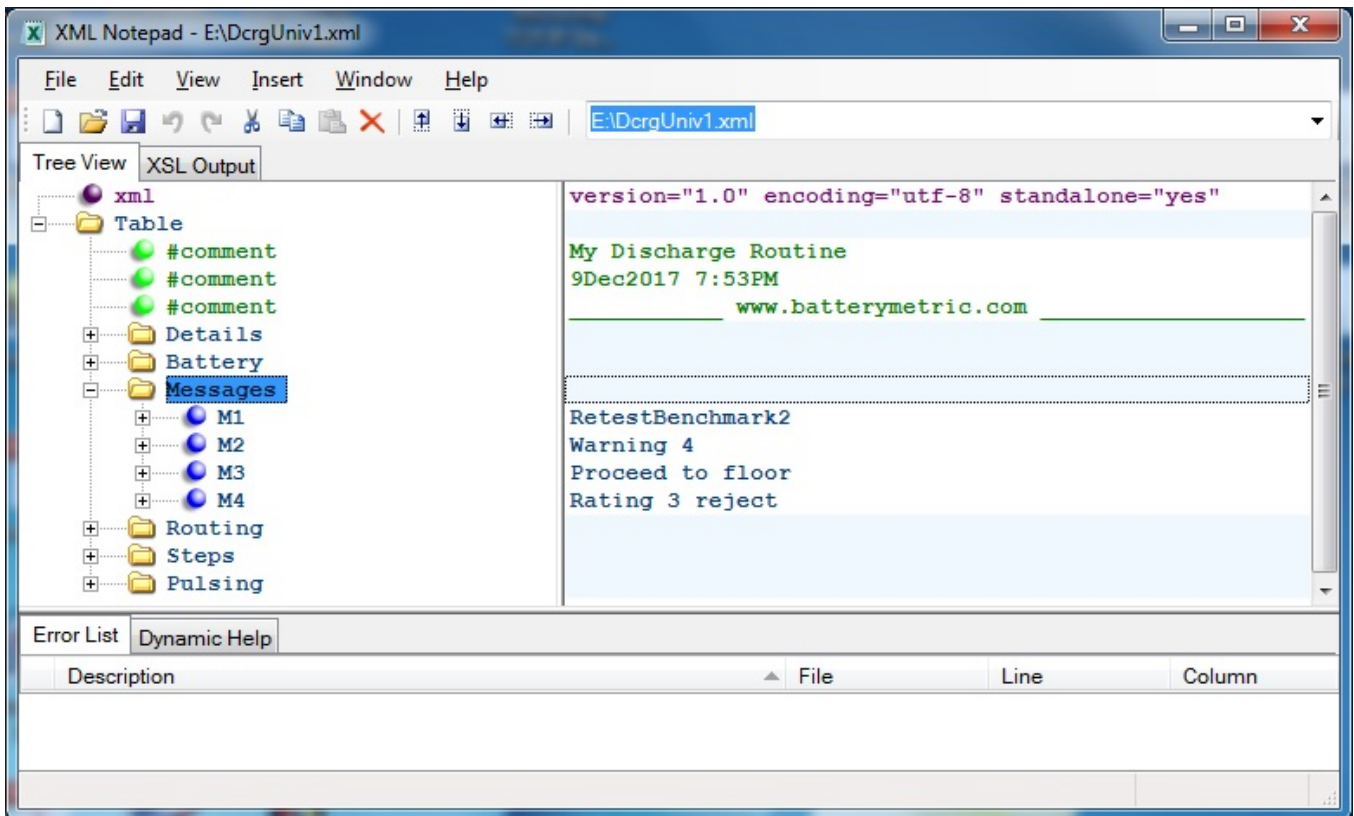 XML Notepad - E:\DcrgUniv1.xml
File Edit View Insert Window Help
E:\DcrgUniv1.xml
Tree View XSL Output
xml version="1.0" encoding="utf-8" standalone="yes"
Table
#comment My Discharge Routine
#comment 9Dec2017 7:53PM
#comment ___________ www.batterymetric.com ___________________
Details
Battery
Messages
M1 RetestBenchmark2
M2 Warning 4
M3 Proceed to floor
M4 Rating 3 reject
Routing
Steps
Pulsing
Error List Dynamic Help
Description File Line Column